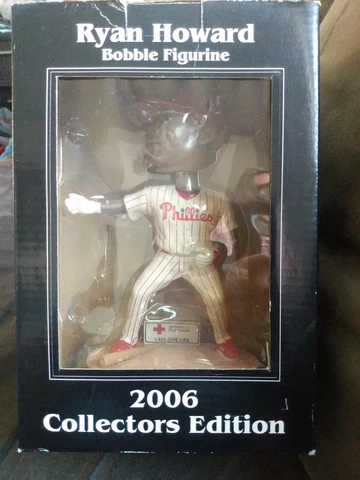 Ryan Howard
Bobble Figurine
Phillies
2006
Collectors Edition